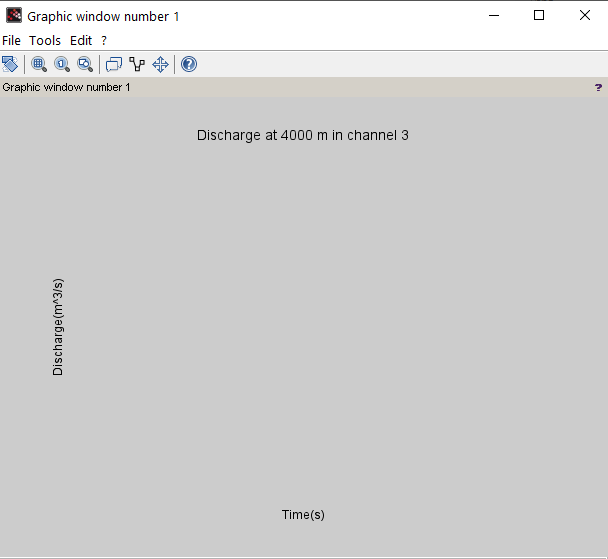 Graphic window number 1
File Tools Edit ?
Graphic window number 1 ?
Discharge at 4000 m in channel 3
Discharge(m^3/s)
Time(s)